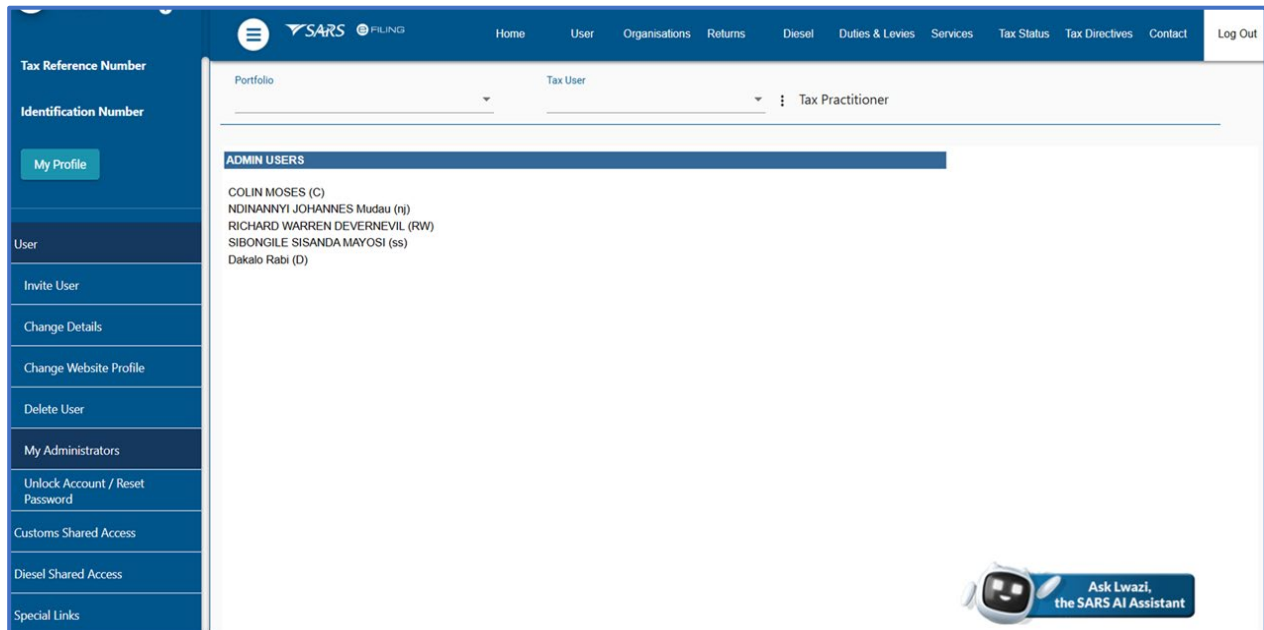 SARS eFILING
Home User Organisations Returns Diesel Duties & Levies Services Tax Status Tax Directives Contact Log Out
Tax Reference Number
Identification Number
My Profile
User
Invite User
Change Details
Change Website Profile
Delete User
My Administrators
Unlock Account / Reset
Password
Customs Shared Access
Diesel Shared Access
Special Links
Portfolio Tax User
Tax Practitioner
ADMIN USERS
COLIN MOSES (C)
NDINANNYI JOHANNES Mudau (nj)
RICHARD WARREN DEVERNEVIL (RW)
SIBONGILE SISANDA MAYOSI (ss)
Dakalo Rabi (D)
Ask Lwazi,
the SARS AI Assistant